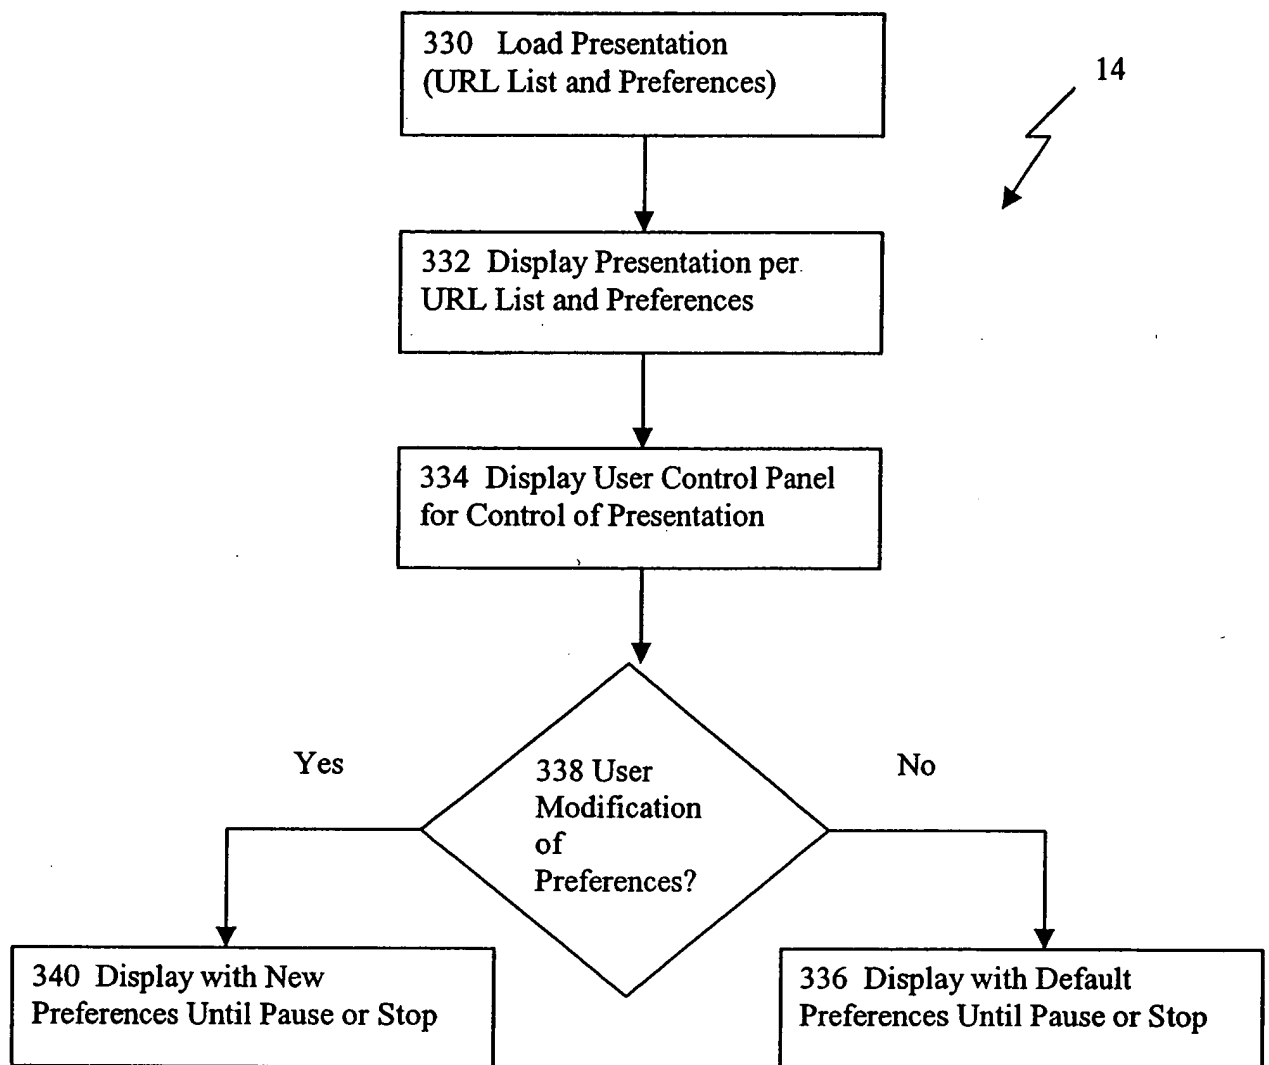 330 Load Presentation
(URL List and Preferences)
14
332 Display Presentation per
URL List and Preferences
334 Display User Control Panel
for Control of Presentation
Yes
No
338 User
Modification
of
Preferences?
340 Display with New
Preferences Until Pause or Stop
336 Display with Default
Preferences Until Pause or Stop